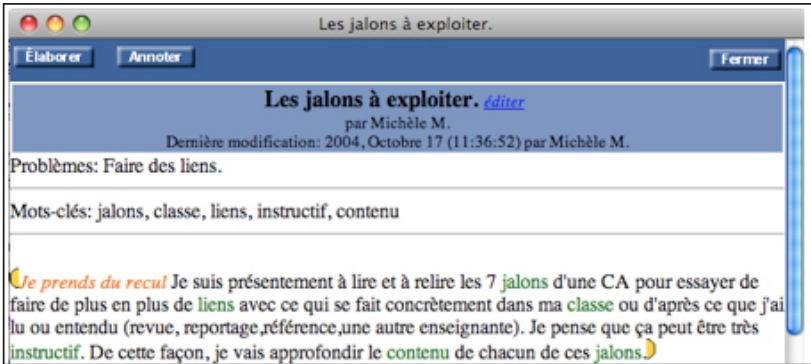 Les jalons à exploiter.
Élaborer Annoter Fermer
Les jalons à exploiter. éditer
par Michèle M.
Dernière modification: 2004, Octobre 17 (11:36:52) par Michèle M.
Problèmes: Faire des liens.
Mots-clés: jalons, classe, liens, instructif, contenu
Je prends du recul Je suis présentement à lire et à relire les 7 jalons d'une CA pour essayer de
faire de plus en plus de liens avec ce qui se fait concrètement dans ma classe ou d'après ce que j'ai
lu ou entendu (revue, reportage,référence,une autre enseignante). Je pense que ça peut être très
instructif. De cette façon, je vais approfondir le contenu de chacun de ces jalons.